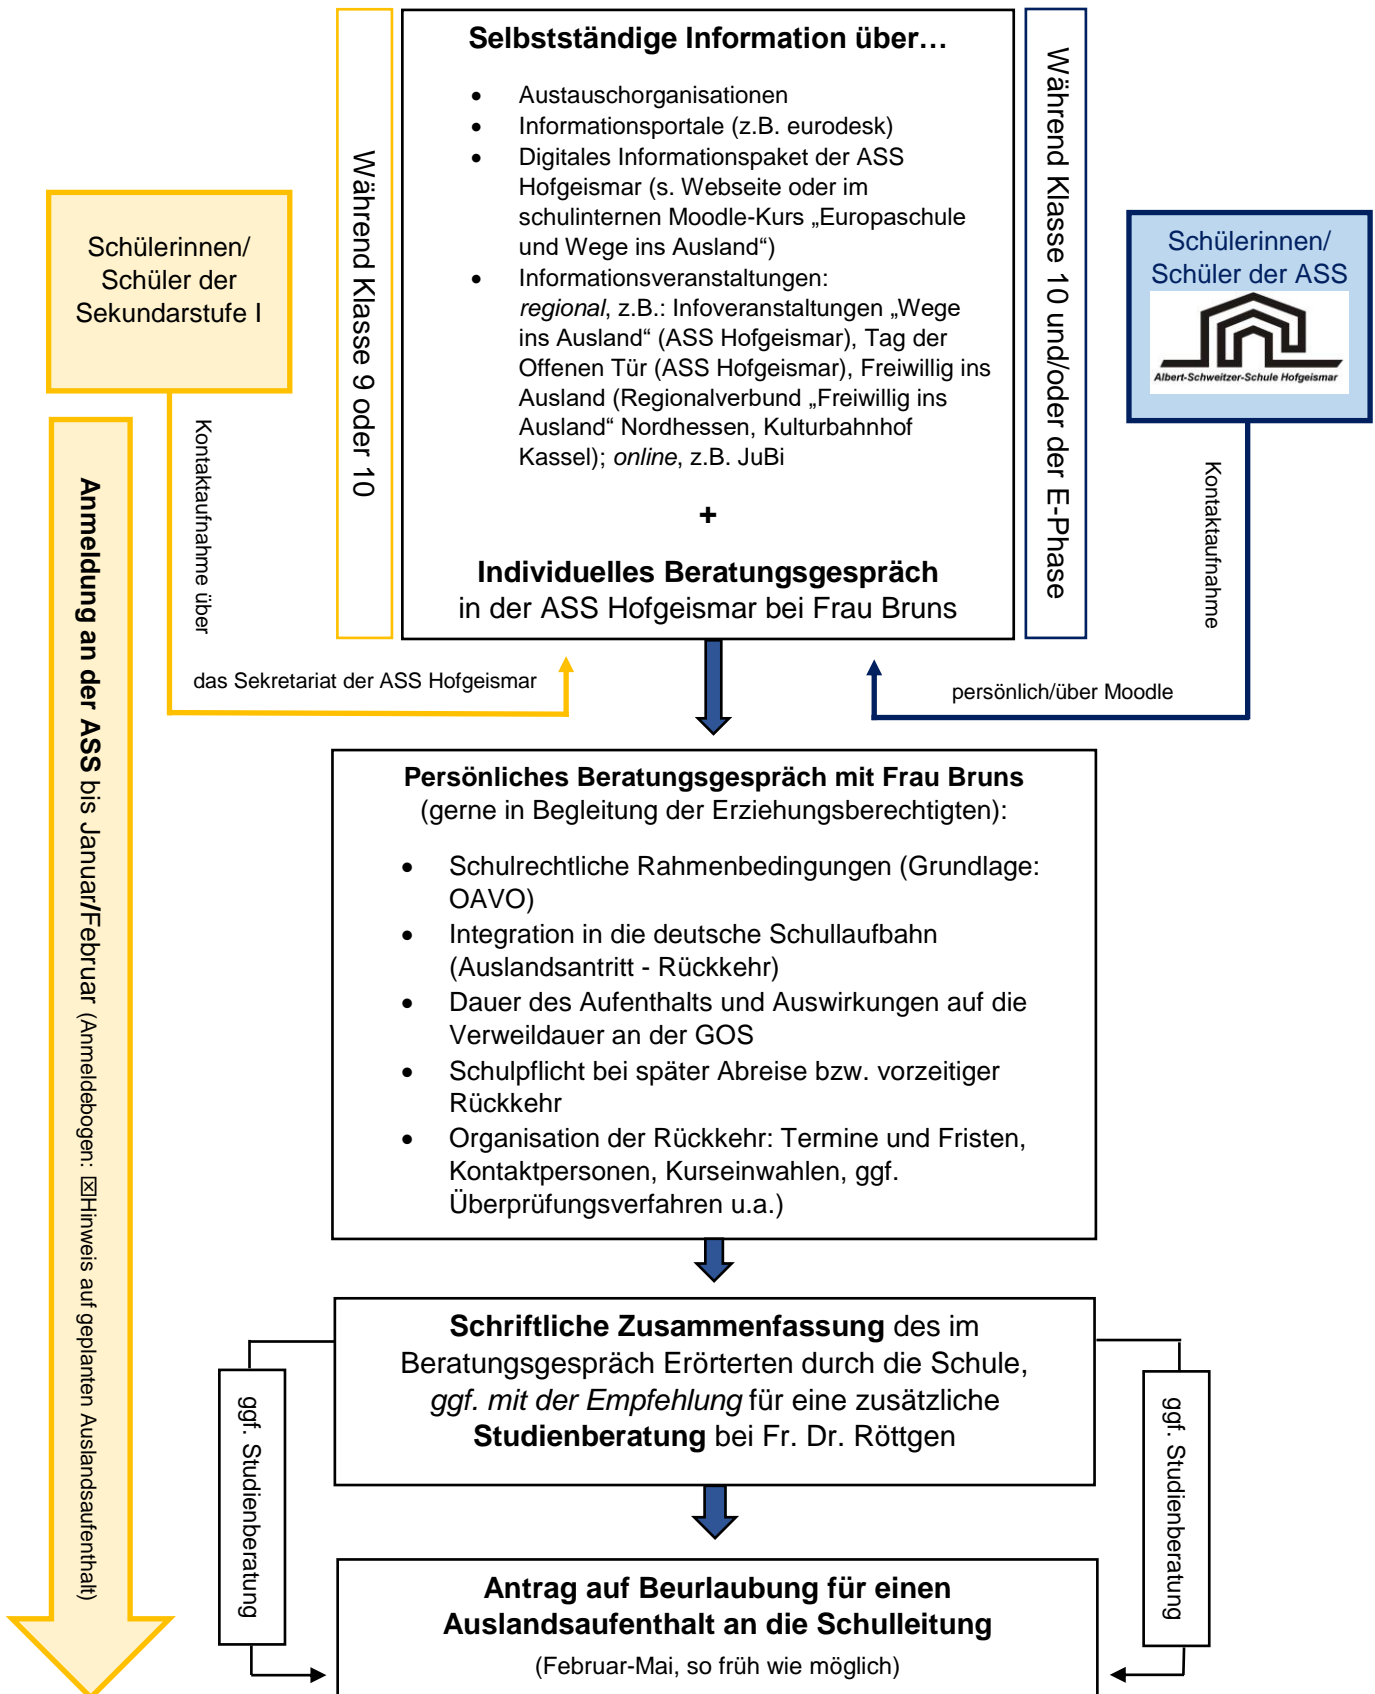 Selbstständige Information über…
• Austauschorganisationen
• Informationsportale (z.B. eurodesk)
• Digitales Informationspaket der ASS
Hofgeismar (s. Webseite oder im
schulinternen Moodle-Kurs „Europaschule
und Wege ins Ausland“)
• Informationsveranstaltungen:
regional, z.B.: Infoveranstaltungen „Wege
ins Ausland“ (ASS Hofgeismar), Tag der
Offenen Tür (ASS Hofgeismar), Freiwillig ins
Ausland (Regionalverbund „Freiwillig ins
Ausland“ Nordhessen, Kulturbahnhof
Kassel); online, z.B. JuBi
+
Individuelles Beratungsgespräch
in der ASS Hofgeismar bei Frau Bruns
Während Klasse 9 oder 10
Während Klasse 10 und/oder der E-Phase
Schülerinnen/
Schüler der
Sekundarstufe I
Schülerinnen/
Schüler der ASS
Albert-Schweitzer-Schule Hofgeismar
Kontaktaufnahme über
das Sekretariat der ASS Hofgeismar
Kontaktaufnahme
persönlich/über Moodle
Anmeldung an der ASS bis Januar/Februar (Anmeldebogen: ☒Hinweis auf geplanten Auslandsaufenthalt)
Persönliches Beratungsgespräch mit Frau Bruns
(gerne in Begleitung der Erziehungsberechtigten):
• Schulrechtliche Rahmenbedingungen (Grundlage:
OAVO)
• Integration in die deutsche Schullaufbahn
(Auslandsantritt - Rückkehr)
• Dauer des Aufenthalts und Auswirkungen auf die
Verweildauer an der GOS
• Schulpflicht bei später Abreise bzw. vorzeitiger
Rückkehr
• Organisation der Rückkehr: Termine und Fristen,
Kontaktpersonen, Kurseinwahlen, ggf.
Überprüfungsverfahren u.a.)
Schriftliche Zusammenfassung des im
Beratungsgespräch Erörterten durch die Schule,
ggf. mit der Empfehlung für eine zusätzliche
Studienberatung bei Fr. Dr. Röttgen
ggf. Studienberatung
ggf. Studienberatung
Antrag auf Beurlaubung für einen
Auslandsaufenthalt an die Schulleitung
(Februar-Mai, so früh wie möglich)